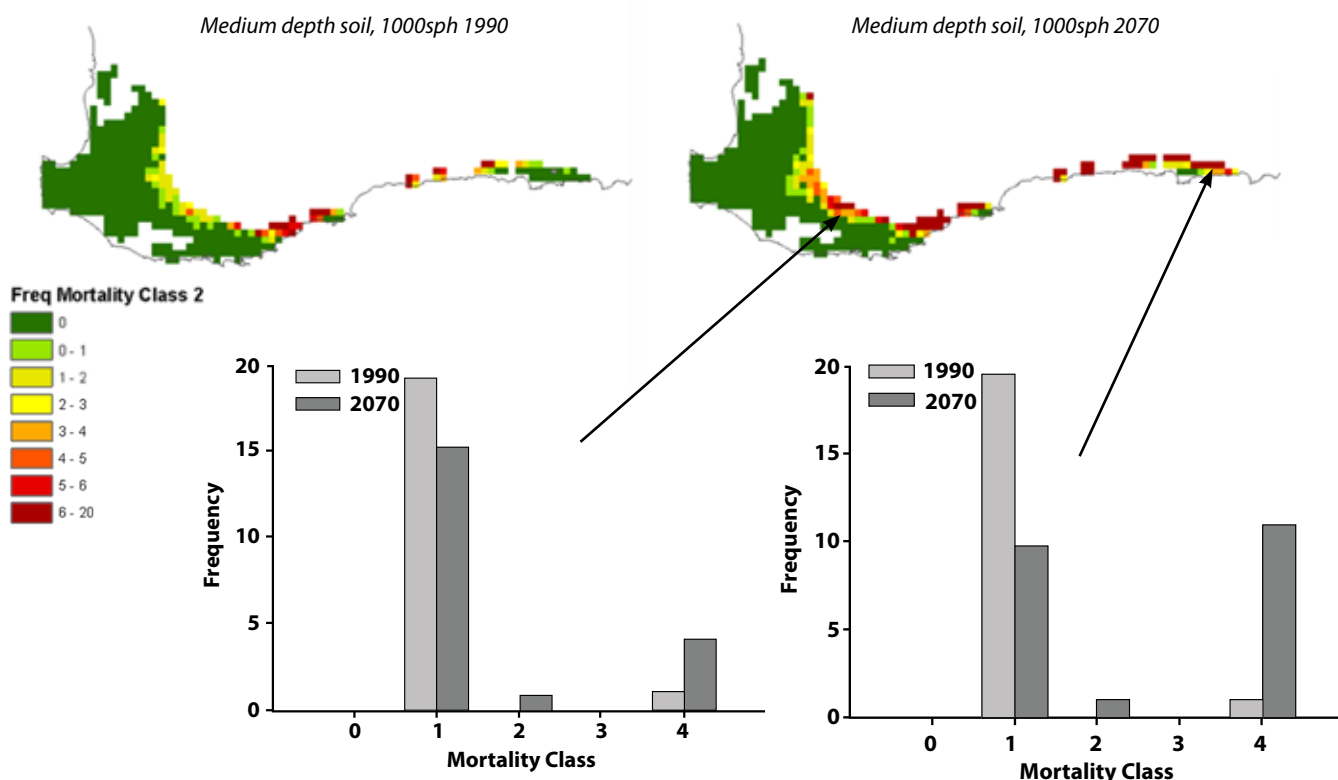 Medium depth soil, 1000sph 1990
Medium depth soil, 1000sph 2070
Freq Mortality Class 2
0
0 - 1
1 - 2
2 - 3
3 - 4
4 - 5
5 - 6
6 - 20
20
15
10
5
0
Frequency
1990
2070
0 1 2 3 4
Mortality Class
20
15
10
5
0
Frequency
1990
2070
0 1 2 3 4
Mortality Class